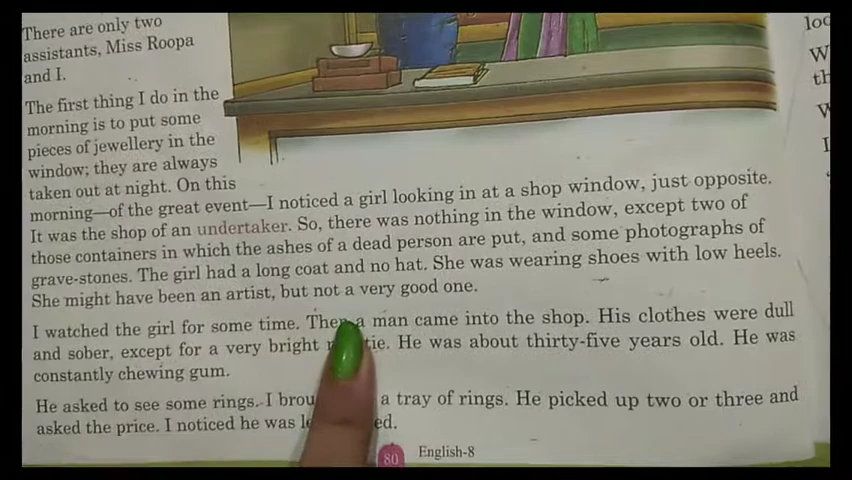 There are only two
assistants, Miss Roopa
and I.
The first thing I do in the
morning is to put some
pieces of jewellery in the
window; they are always
taken out at night. On this
morning—of the great event—I noticed a girl looking in at a shop window, just opposite.
It was the shop of an undertaker. So, there was nothing in the window, except two of
those containers in which the ashes of a dead person are put, and some photographs of
grave-stones. The girl had a long coat and no hat. She was wearing shoes with low heels.
She might have been an artist, but not a very good one.
I watched the girl for some time. Then a man came into the shop. His clothes were dull
and sober, except for a very bright tie. He was about thirty-five years old. He was
constantly chewing gum.
He asked to see some rings. I a tray of rings. He picked up two or three and
asked the price. I noticed he was
80 English-8